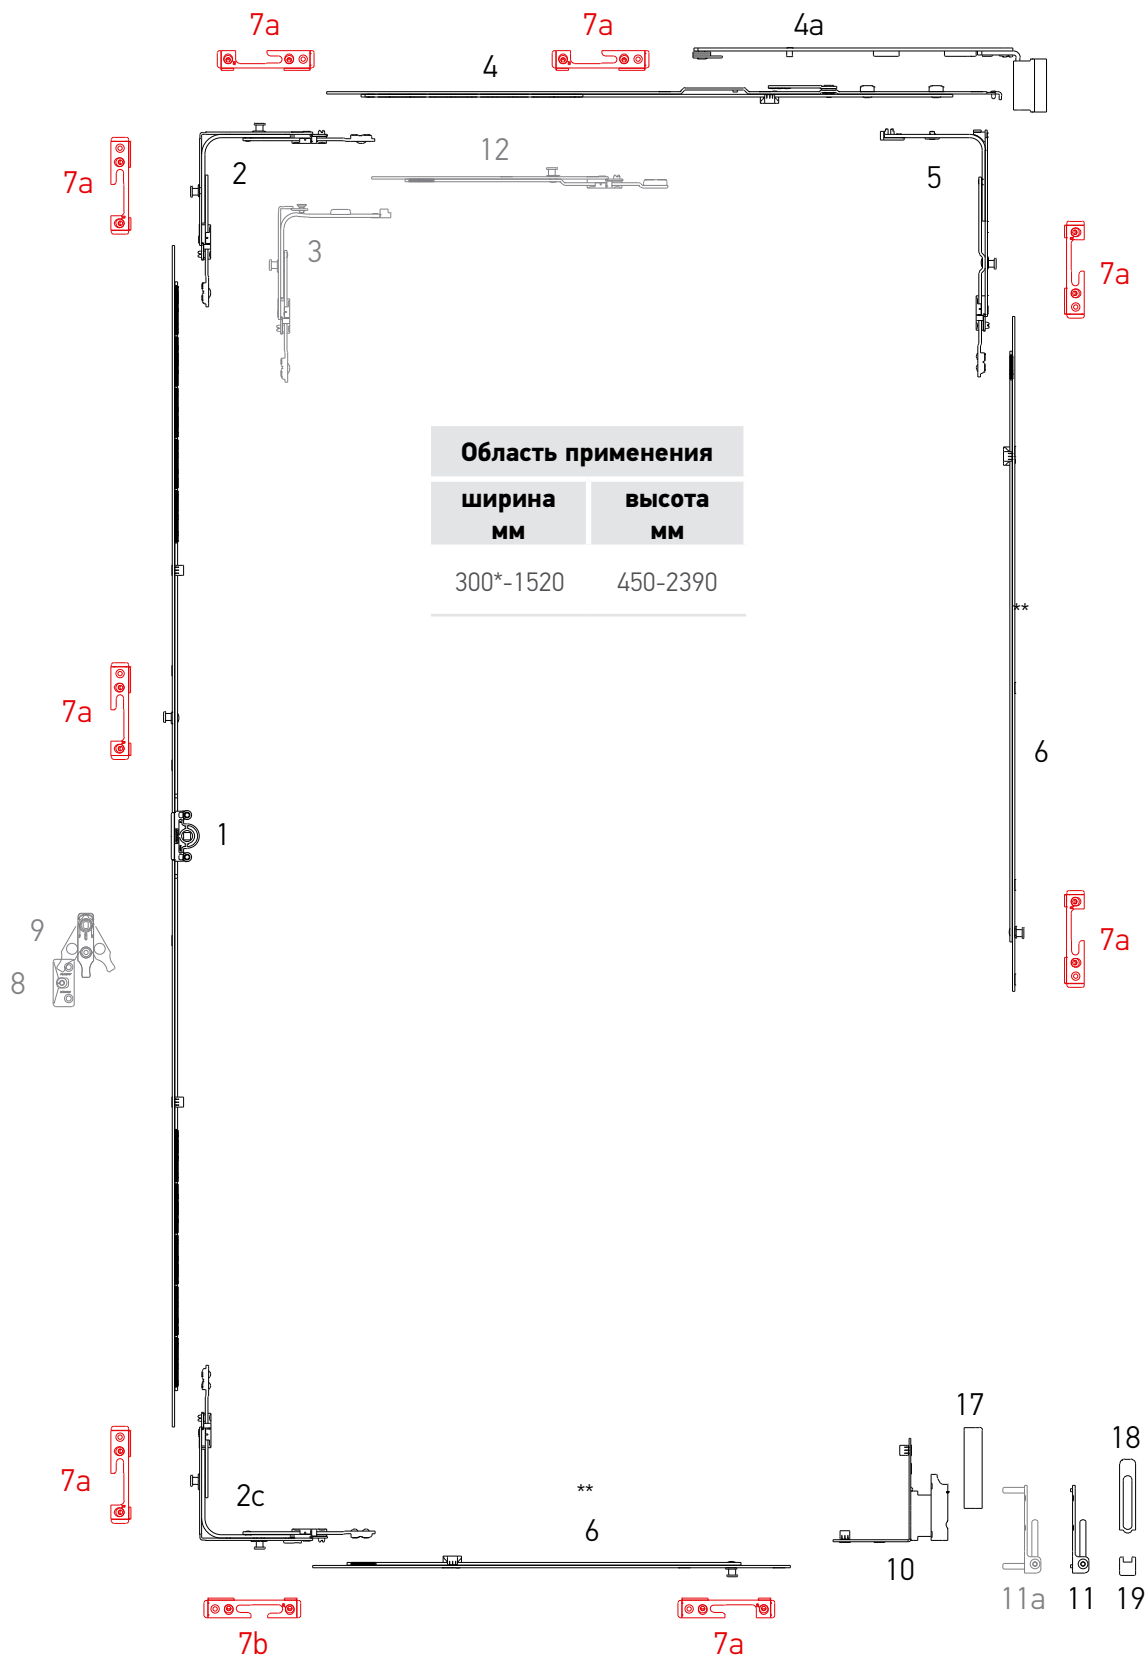 7a
7a
4a
4
2
12
5
7a
3
7a
Область применения
ширина мм
высота мм
300*-1520
450-2390
**
7a
6
1
9
8
7a
17
18
7a
2c
**
6
10
11a
11
19
7b
7a